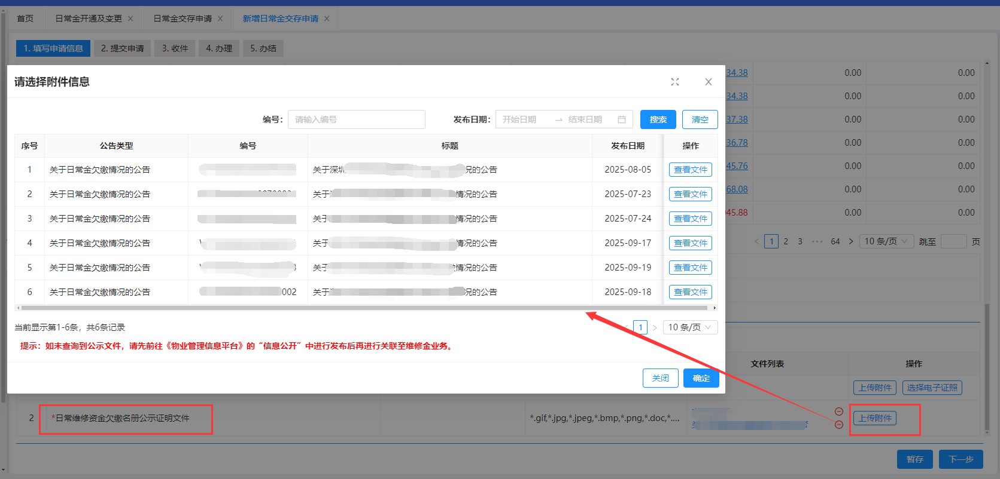 首页 日常金开通及变更 日常金交存申请 新增日常金交存申请
1. 填写申请信息 2. 提交申请 3. 收件 4. 办理 5. 办结
34.38 0.00 0.00
34.38 0.00 0.00
37.38 0.00 0.00
36.78 0.00 0.00
45.76 0.00 0.00
68.08 0.00 0.00
45.88 0.00 0.00
1 2 3 ••• 64 10 条/页 跳至 页
请选择附件信息
编号： 请输入编号 发布日期： 开始日期 → 结束日期 搜索 清空
序号 公告类型 编号 标题 发布日期 操作
1 关于日常金欠缴情况的公告 关于深圳 况的公告 2025-08-05 查看文件
2 关于日常金欠缴情况的公告 关于 情况的公告 2025-07-23 查看文件
3 关于日常金欠缴情况的公告 关于 情况的公告 2025-07-24 查看文件
4 关于日常金欠缴情况的公告 关于 情况的公告 2025-09-17 查看文件
5 关于日常金欠缴情况的公告 关于 情况的公告 2025-09-19 查看文件
6 关于日常金欠缴情况的公告 002 关于 况的公告 2025-09-18 查看文件
当前显示第1-6条，共6条记录 1 10 条/页
提示：如未查询到公示文件，请先前往《物业管理信息平台》的“信息公开”中进行发布后再进行关联至维修金业务。
关闭 确定
文件列表 操作
上传附件 选择电子证照
2 *日常维修资金欠缴名册公示证明文件 *.gif,*.jpg,*.jpeg,*.bmp,*.png,*.doc,*.... 上传附件
暂存 下一步